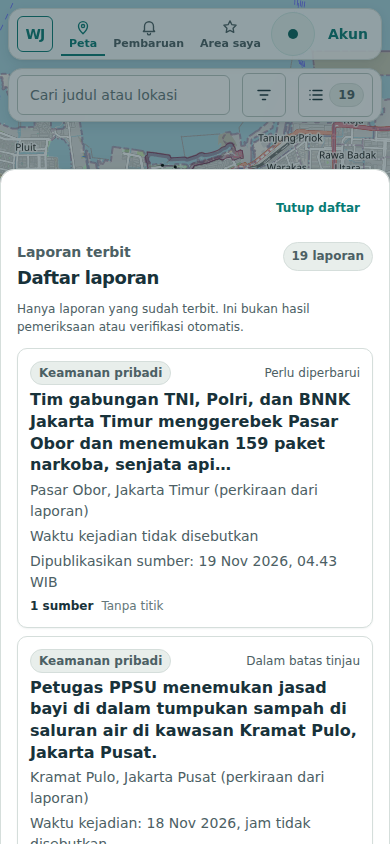 WJ
Peta
Pembaruan
Area saya
Akun
Cari judul atau lokasi
19
Pluit
Tanjung Priok
Rawa Badak
Utara
Warakas
Tutup daftar
Laporan terbit
19 laporan
Daftar laporan
Hanya laporan yang sudah terbit. Ini bukan hasil
pemeriksaan atau verifikasi otomatis.
Keamanan pribadi
Perlu diperbarui
Tim gabungan TNI, Polri, dan BNNK
Jakarta Timur menggerebek Pasar
Obor dan menemukan 159 paket
narkoba, senjata api…
Pasar Obor, Jakarta Timur (perkiraan dari
laporan)
Waktu kejadian tidak disebutkan
Dipublikasikan sumber: 19 Nov 2026, 04.43
WIB
1 sumber Tanpa titik
Keamanan pribadi
Dalam batas tinjau
Petugas PPSU menemukan jasad
bayi di dalam tumpukan sampah di
saluran air di kawasan Kramat Pulo,
Jakarta Pusat.
Kramat Pulo, Jakarta Pusat (perkiraan dari
laporan)
Waktu kejadian: 18 Nov 2026, jam tidak
disebutkan